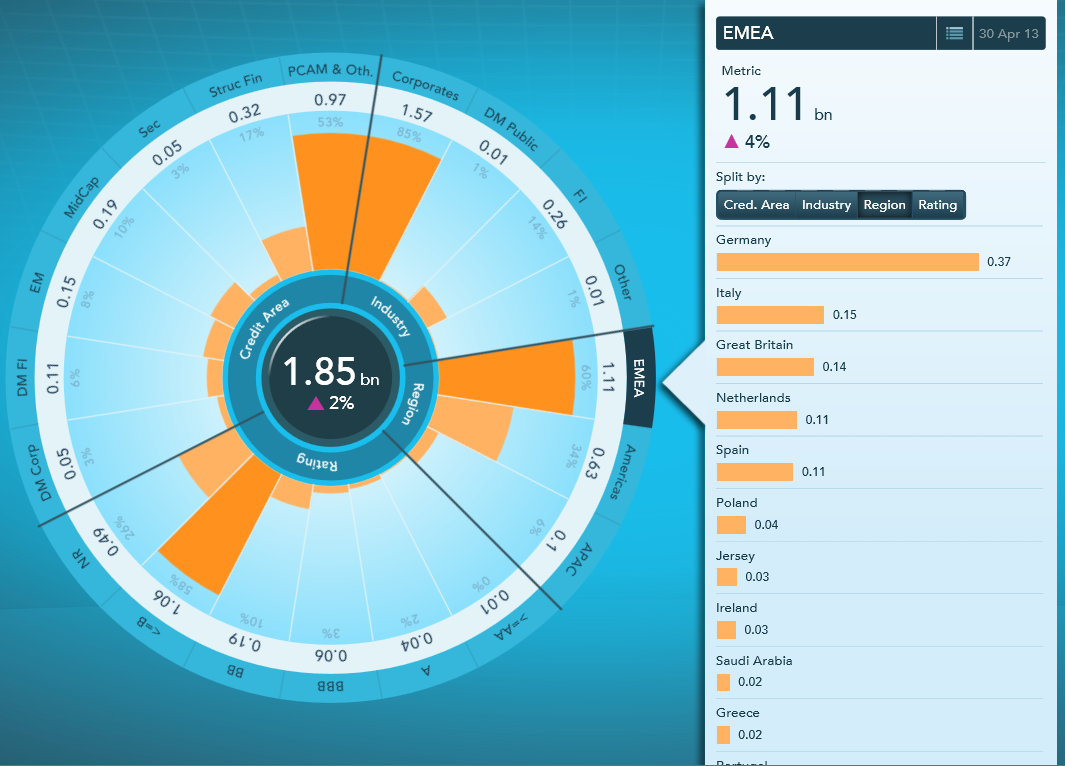 PCAM & Oth.
0.97
53%
Corporates
1.57
85%
DM Public
0.01
1%
FI
0.26
14%
Other
0.01
1%
EMEA
1.11
60%
Americas
0.63
34%
APAC
0.1
6%
>=AA<
0.01
0%
A
0.04
2%
BBB
0.06
3%
BB
0.19
10%
<=B
1.06
58%
NR
0.49
26%
DM Corp
0.05
3%
DM FI
0.11
6%
EM
0.15
8%
MidCap
0.19
10%
Sec
0.05
3%
Struc Fin
0.32
17%
Credit Area
Industry
Region
Rating
1.85 bn
▲ 2%
EMEA 30 Apr 13
Metric
1.11 bn
▲ 4%
Split by:
Cred. Area Industry Region Rating
Germany
0.37
Italy
0.15
Great Britain
0.14
Netherlands
0.11
Spain
0.11
Poland
0.04
Jersey
0.03
Ireland
0.03
Saudi Arabia
0.02
Greece
0.02